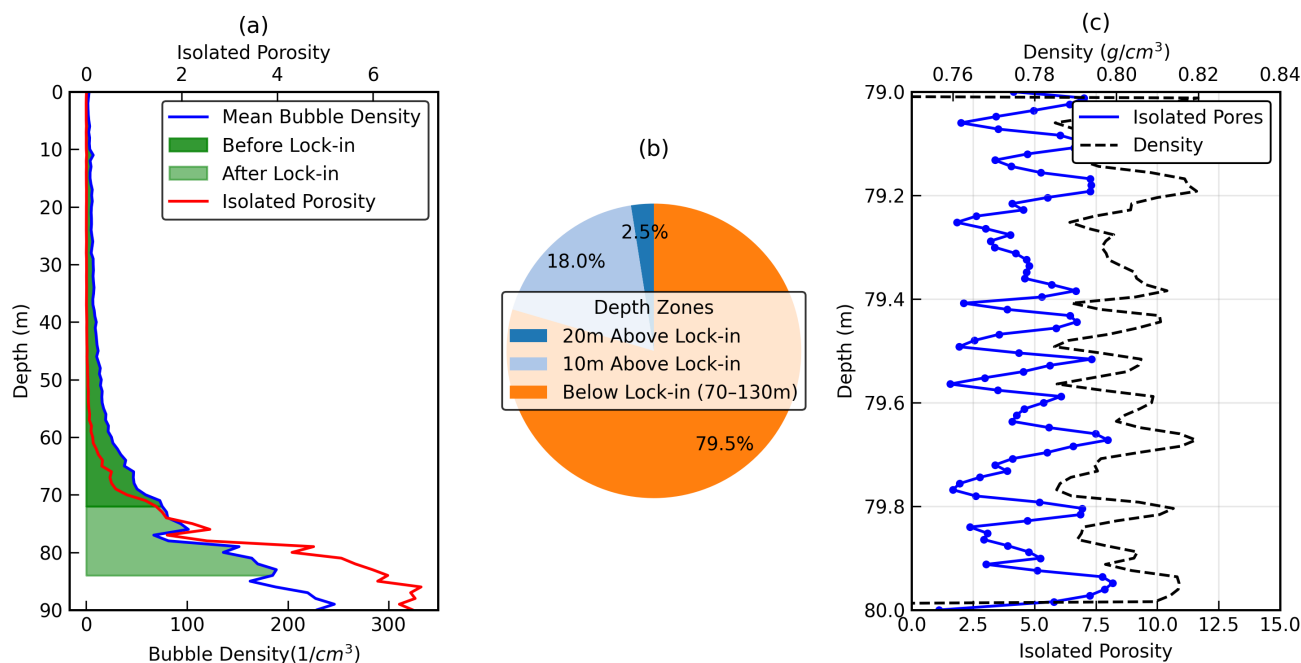 (a)
Isolated Porosity
0 2 4 6
0
10
20
30
40
50
60
70
80
90
Depth (m)
Mean Bubble Density
Before Lock-in
After Lock-in
Isolated Porosity
0 100 200 300
Bubble Density(1/cm³)
(b)
2.5%
18.0%
79.5%
Depth Zones
20m Above Lock-in
10m Above Lock-in
Below Lock-in (70–130m)
(c)
Density (g/cm³)
0.76 0.78 0.80 0.82 0.84
79.0
79.2
79.4
79.6
79.8
80.0
Depth (m)
Isolated Pores
Density
0.0 2.5 5.0 7.5 10.0 12.5 15.0
Isolated Porosity